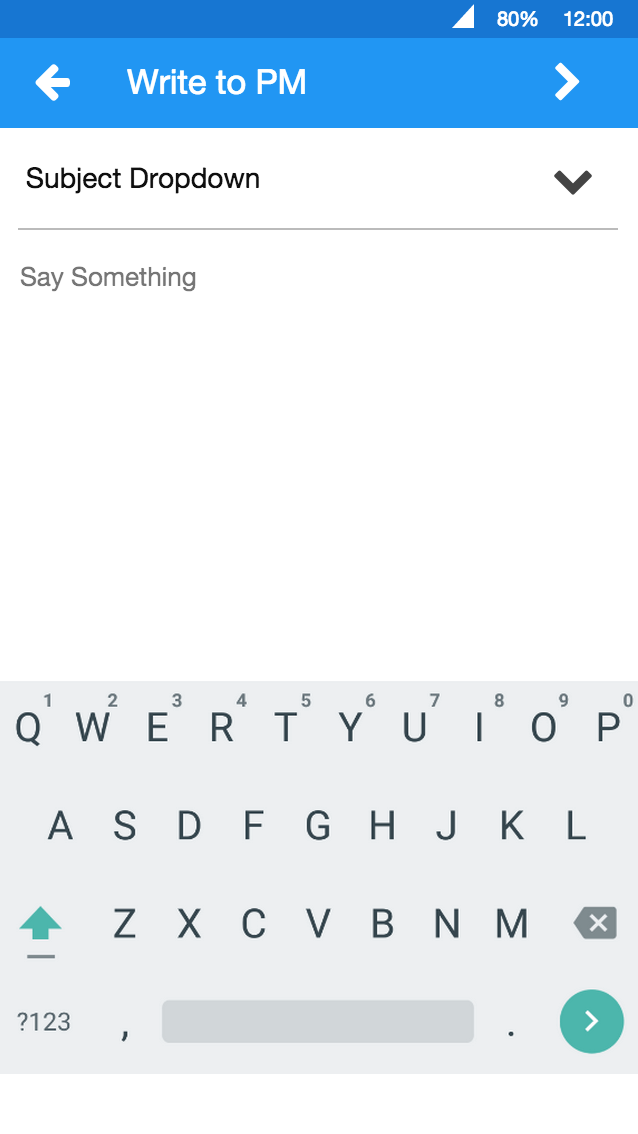 80% 12:00
Write to PM
Subject Dropdown
Say Something
1 2 3 4 5 6 7 8 9 0
Q W E R T Y U I O P
A S D F G H J K L
Z X C V B N M
?123 , .